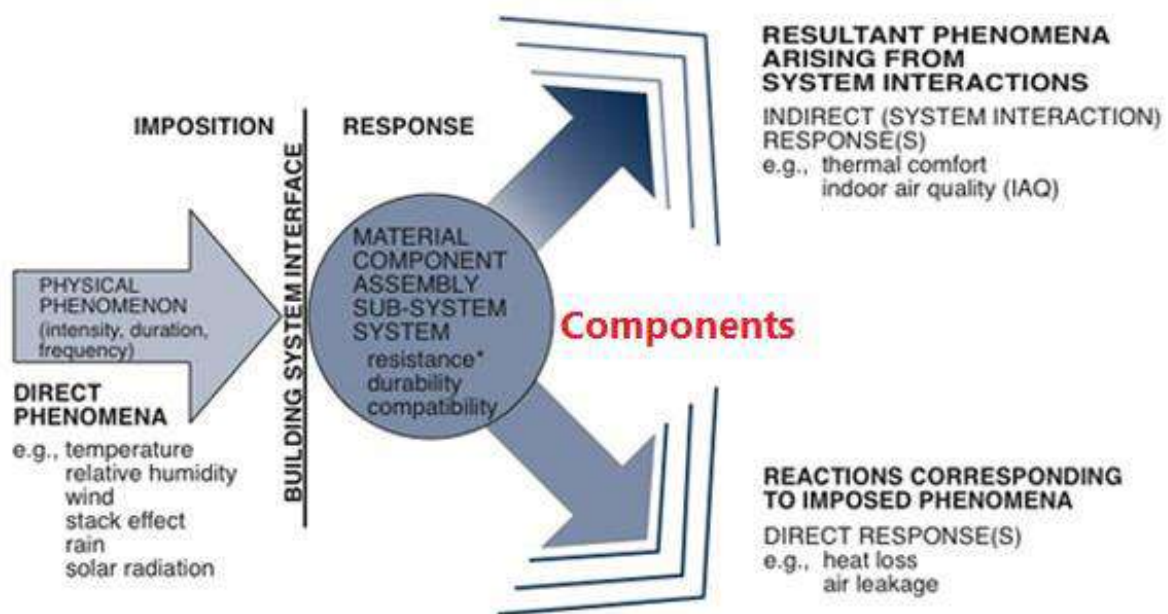 IMPOSITION
PHYSICAL
PHENOMENON
(intensity, duration,
frequency)
DIRECT
PHENOMENA
e.g., temperature
relative humidity
wind
stack effect
rain
solar radiation
BUILDING SYSTEM INTERFACE
RESPONSE
MATERIAL
COMPONENT
ASSEMBLY
SUB-SYSTEM
SYSTEM
resistance*
durability
compatibility
Components
RESULTANT PHENOMENA
ARISING FROM
SYSTEM INTERACTIONS
INDIRECT (SYSTEM INTERACTION)
RESPONSE(S)
e.g., thermal comfort
indoor air quality (IAQ)
REACTIONS CORRESPONDING
TO IMPOSED PHENOMENA
DIRECT RESPONSE(S)
e.g., heat loss
air leakage